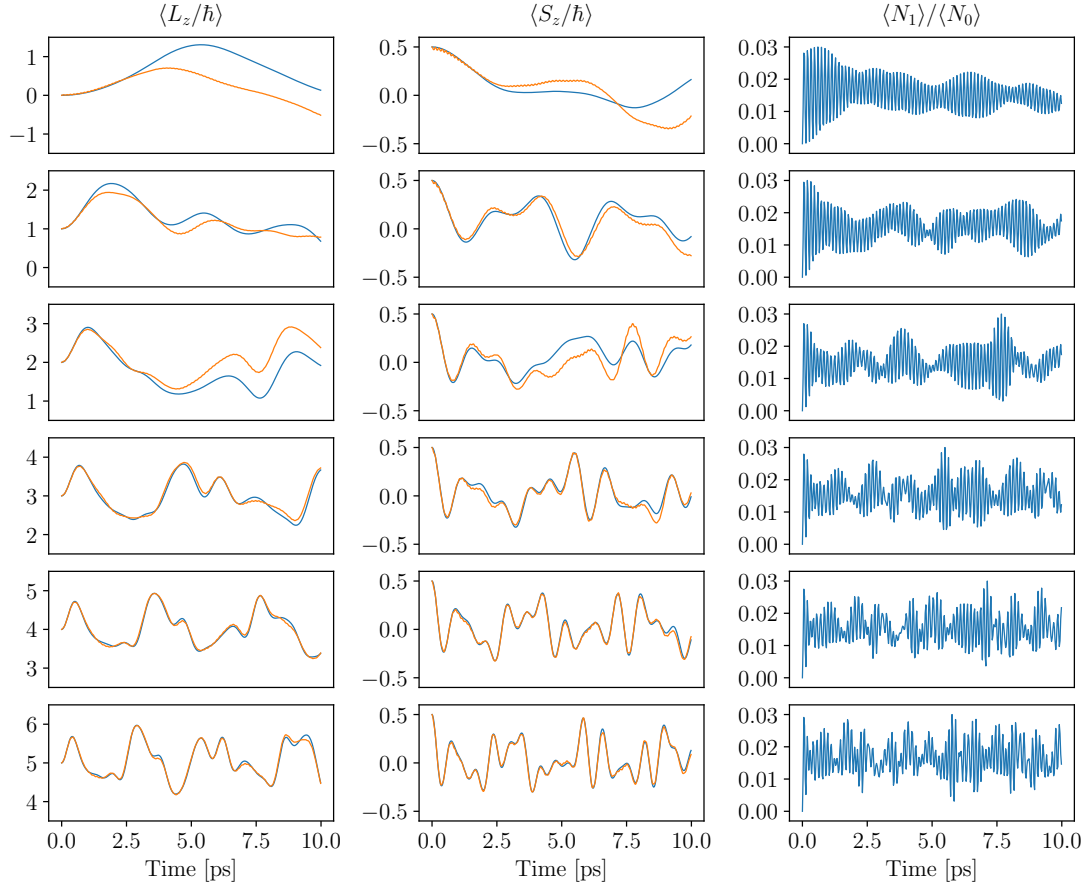 ⟨L_z/ħ⟩ ⟨S_z/ħ⟩ ⟨N_1⟩/⟨N_0⟩
1 0.5 0.03
0 0.0 0.02
−1 −0.5 0.01
0.00
2 0.5 0.03
1 0.0 0.02
0 −0.5 0.01
0.00
3 0.5 0.03
2 0.0 0.02
1 −0.5 0.01
0.00
4 0.5 0.03
3 0.0 0.02
2 −0.5 0.01
0.00
5 0.5 0.03
4 0.0 0.02
3 −0.5 0.01
0.00
6 0.5 0.03
5 0.0 0.02
4 −0.5 0.01
0.00
0.0 2.5 5.0 7.5 10.0 0.0 2.5 5.0 7.5 10.0 0.0 2.5 5.0 7.5 10.0
Time [ps] Time [ps] Time [ps]